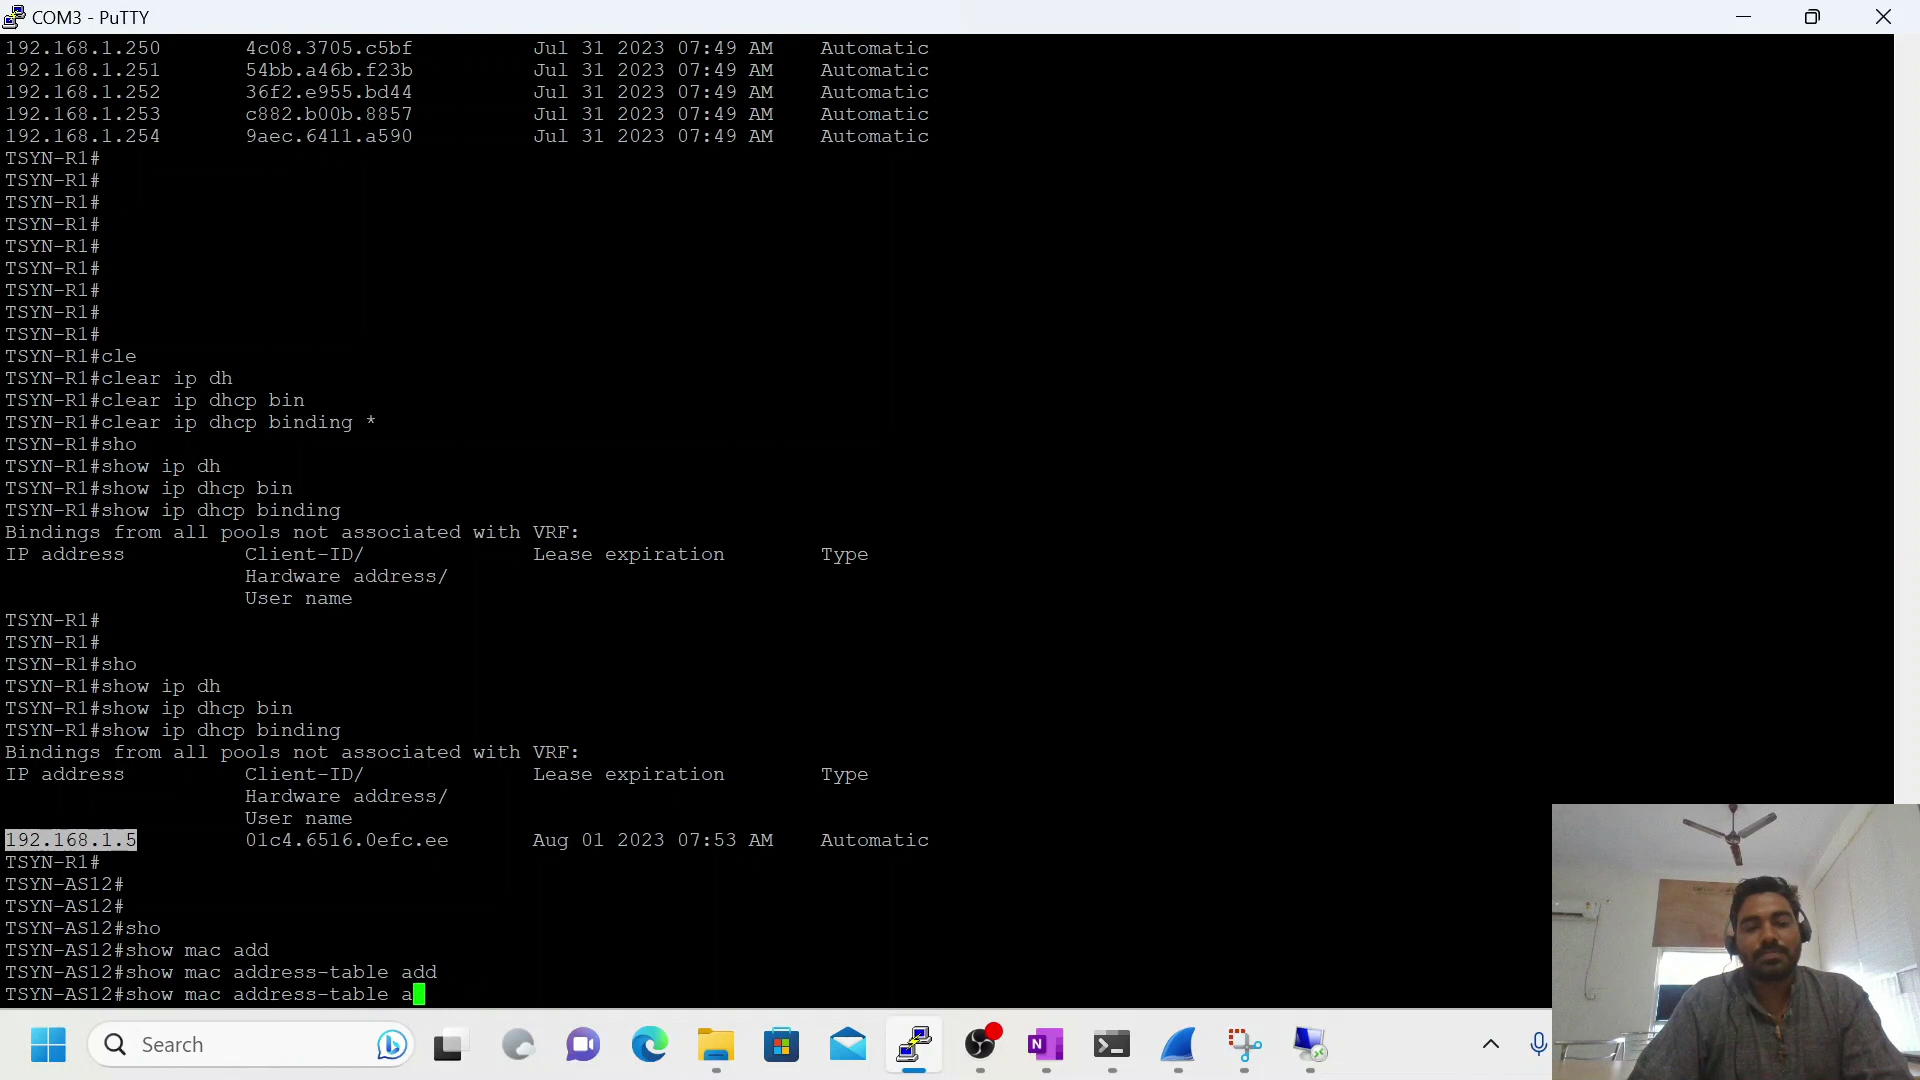 COM3 - PuTTY
192.168.1.250 4c08.3705.c5bf Jul 31 2023 07:49 AM Automatic
192.168.1.251 54bb.a46b.f23b Jul 31 2023 07:49 AM Automatic
192.168.1.252 36f2.e955.bd44 Jul 31 2023 07:49 AM Automatic
192.168.1.253 c882.b00b.8857 Jul 31 2023 07:49 AM Automatic
192.168.1.254 9aec.6411.a590 Jul 31 2023 07:49 AM Automatic
TSYN-R1#
TSYN-R1#
TSYN-R1#
TSYN-R1#
TSYN-R1#
TSYN-R1#
TSYN-R1#
TSYN-R1#
TSYN-R1#
TSYN-R1#cle
TSYN-R1#clear ip dh
TSYN-R1#clear ip dhcp bin
TSYN-R1#clear ip dhcp binding *
TSYN-R1#sho
TSYN-R1#show ip dh
TSYN-R1#show ip dhcp bin
TSYN-R1#show ip dhcp binding
Bindings from all pools not associated with VRF:
IP address Client-ID/ Lease expiration Type
Hardware address/
User name
TSYN-R1#
TSYN-R1#
TSYN-R1#sho
TSYN-R1#show ip dh
TSYN-R1#show ip dhcp bin
TSYN-R1#show ip dhcp binding
Bindings from all pools not associated with VRF:
IP address Client-ID/ Lease expiration Type
Hardware address/
User name
192.168.1.5 01c4.6516.0efc.ee Aug 01 2023 07:53 AM Automatic
TSYN-R1#
TSYN-AS12#
TSYN-AS12#
TSYN-AS12#sho
TSYN-AS12#show mac add
TSYN-AS12#show mac address-table add
TSYN-AS12#show mac address-table a
Search